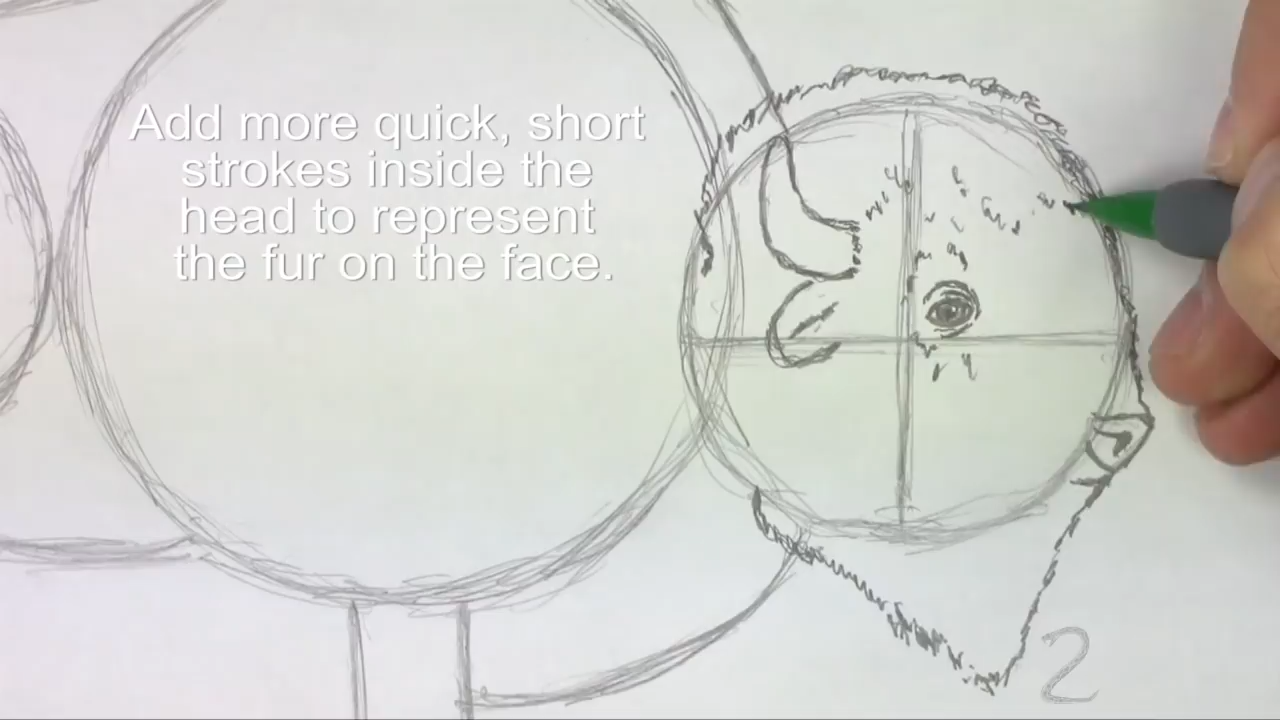 Add more quick, short
strokes inside the
head to represent
the fur on the face.
2